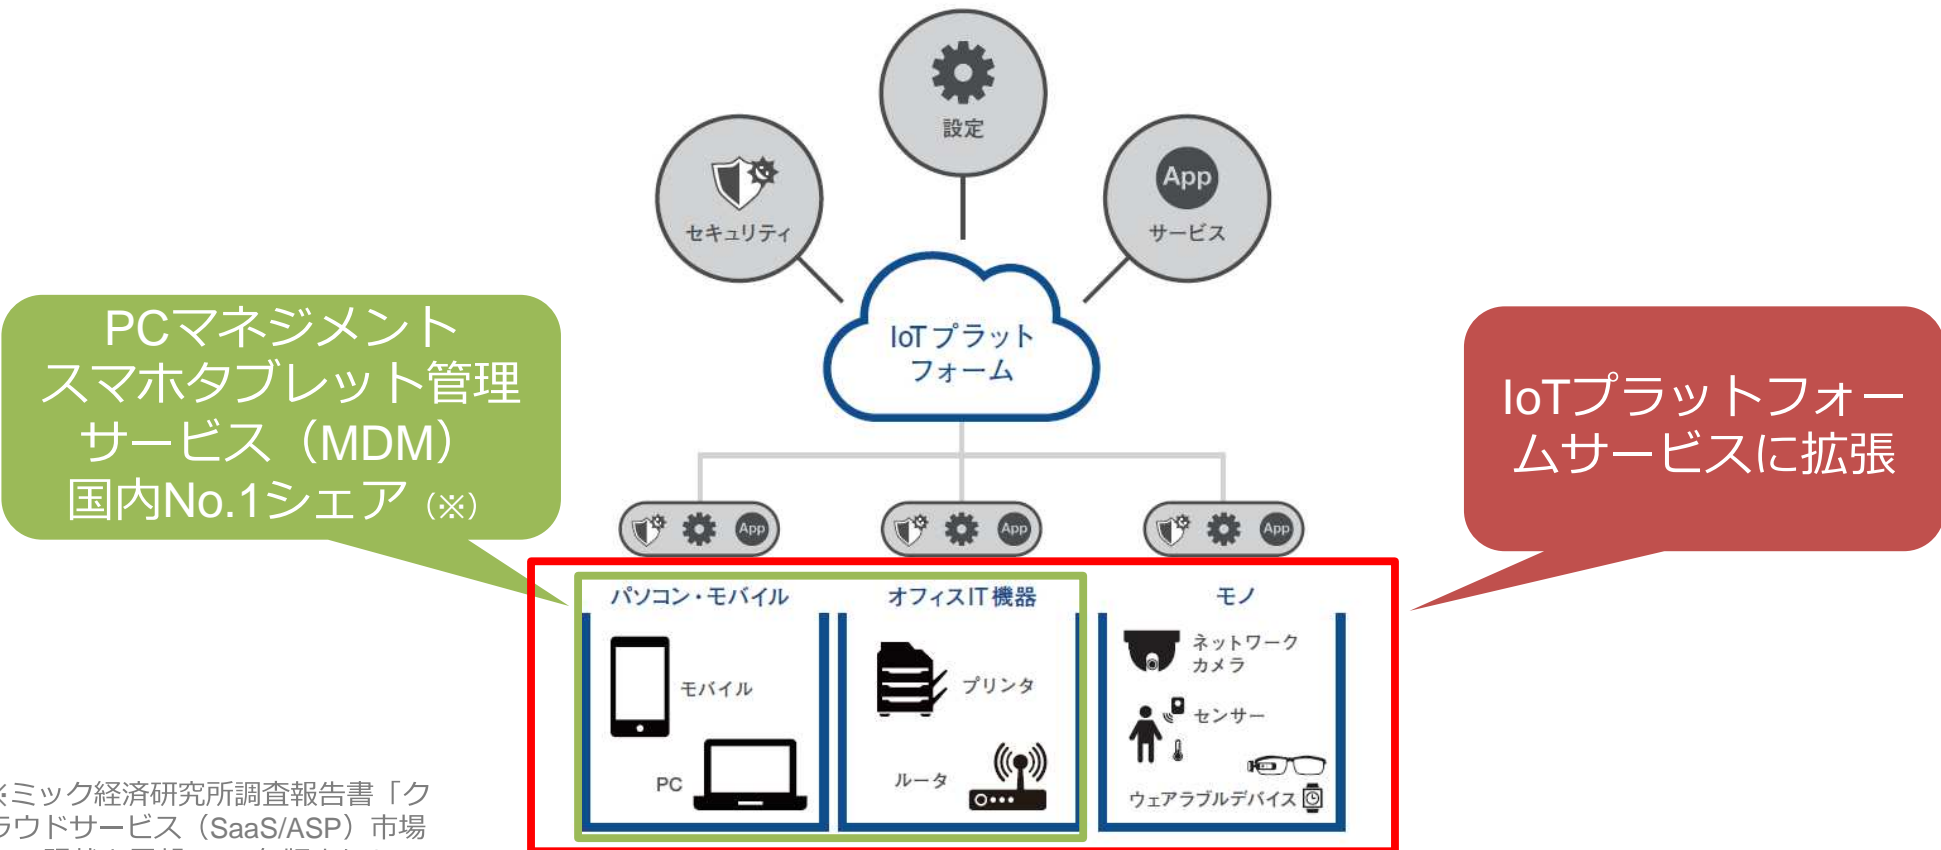 設定
セキュリティ
App
サービス
IoTプラット
フォーム
PCマネジメント
スマホタブレット管理
サービス（MDM）
国内No.1シェア（※）
IoTプラットフォー
ムサービスに拡張
App
App
App
パソコン・モバイル
モバイル
PC
オフィスIT機器
プリンタ
ルータ
モノ
ネットワーク
カメラ
センサー
ウェアラブルデバイス
※ミック経済研究所調査報告書「ク
ラウドサービス（SaaS/ASP）市場